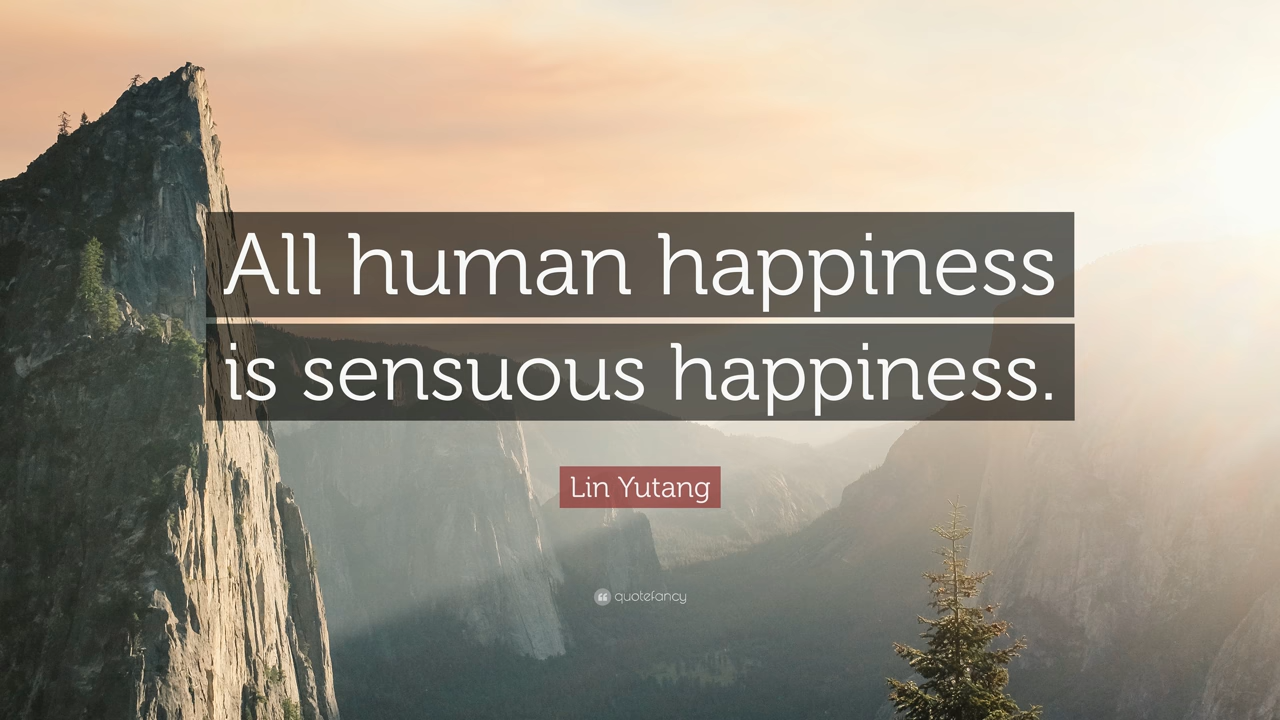 All human happiness
is sensuous happiness.
Lin Yutang
quotefancy